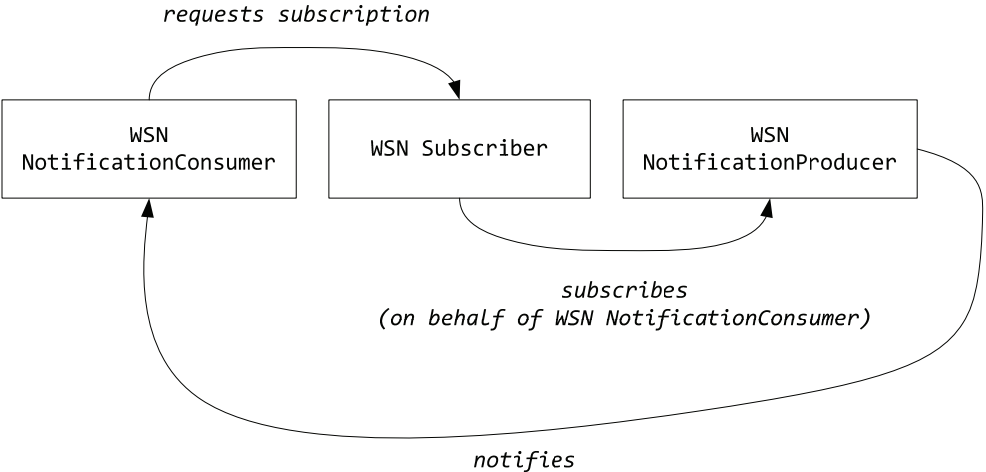 requests subscription
WSN
NotificationConsumer
WSN Subscriber
WSN
NotificationProducer
subscribes
(on behalf of WSN NotificationConsumer)
notifies